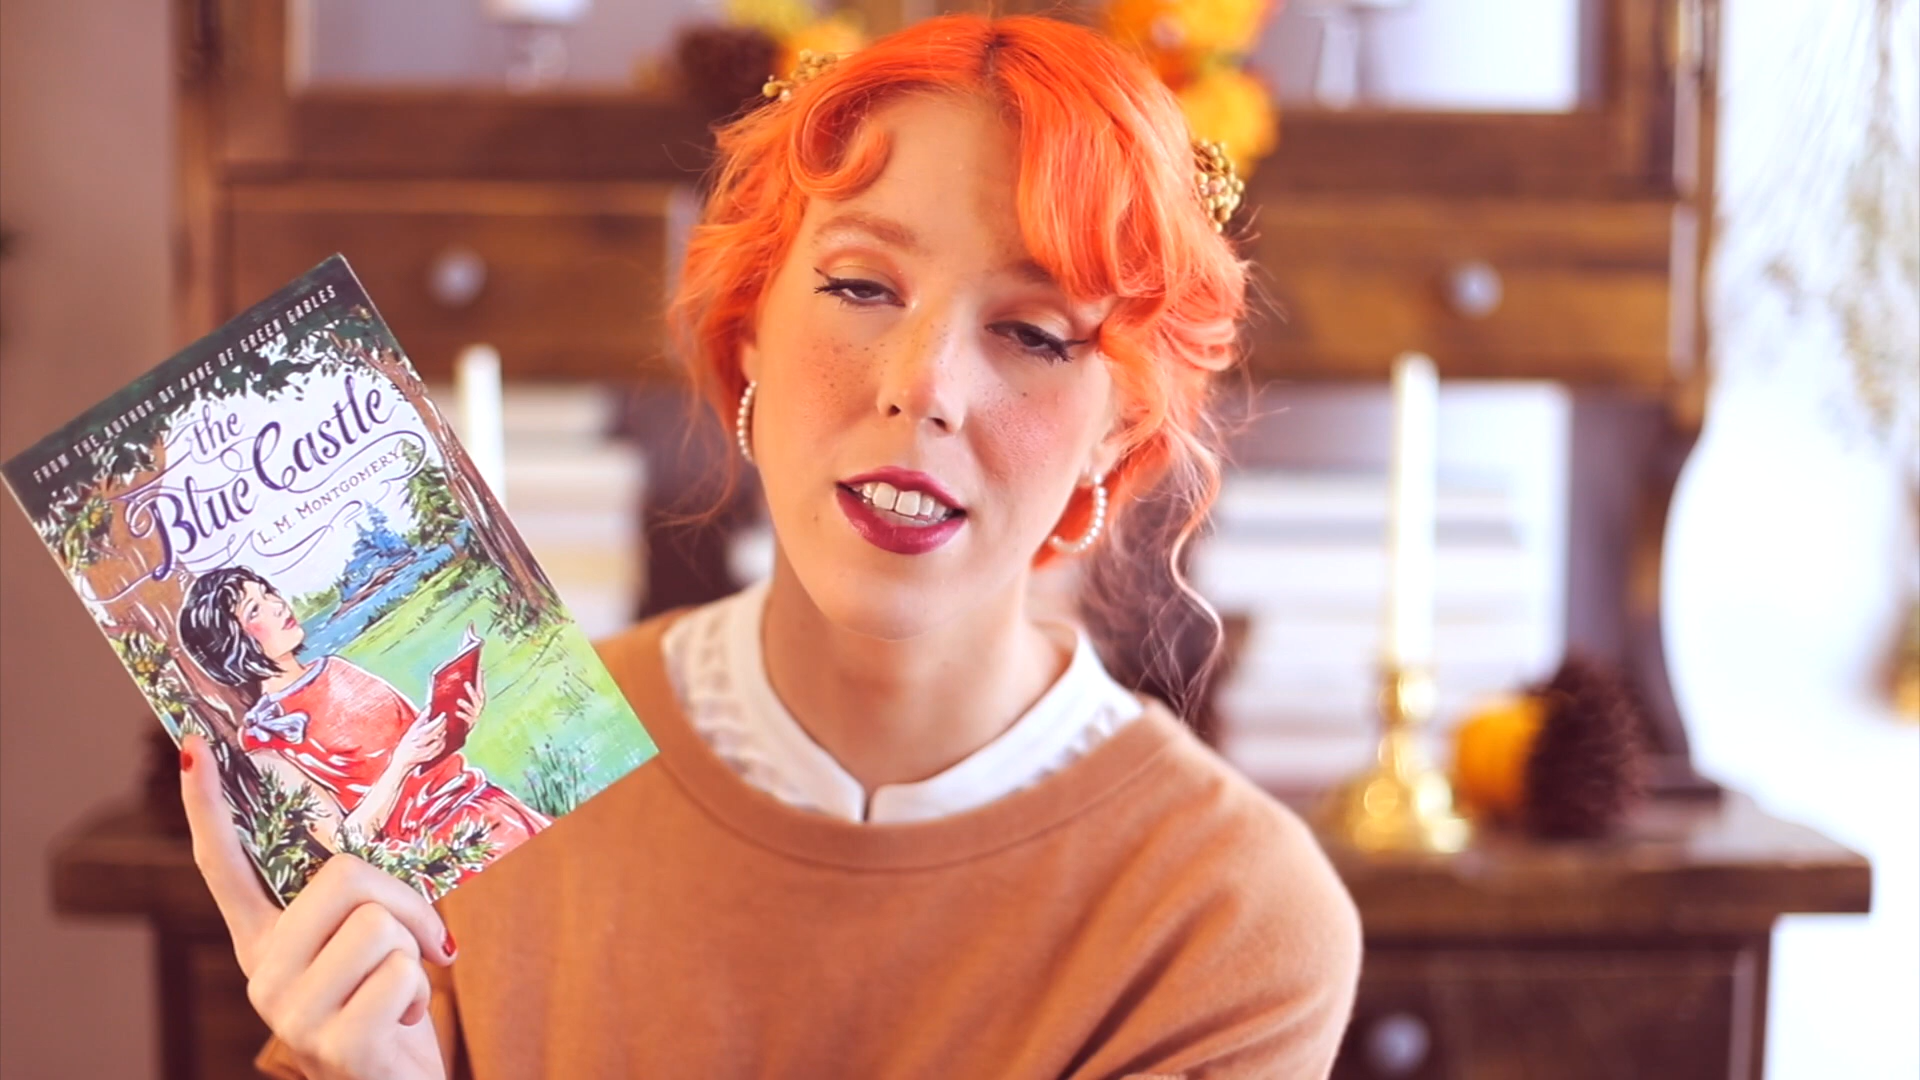 FROM THE AUTHOR OF ANNE OF GREEN GABLES
the
Blue Castle
L. M. MONTGOMERY